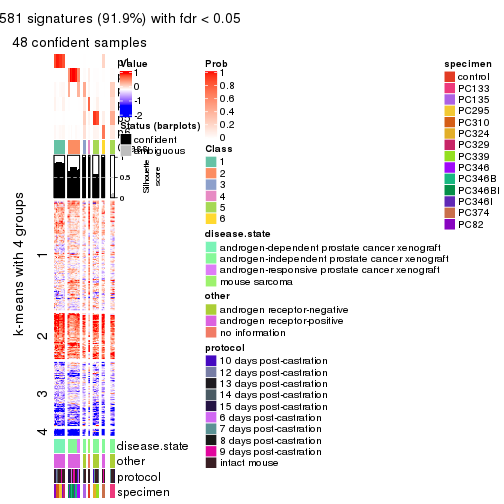 581 signatures (91.9%) with fdr < 0.05
48 confident samples
k-means with 4 groups
1
2
3
4
Value
1
0
-1
-2
Status (barplots)
confident
ambiguous
1
0.5
0
Silhouette
score
disease.state
other
protocol
specimen
Prob
1
0.8
0.6
0.4
0.2
0
Class
1
2
3
4
5
6
disease.state
androgen-dependent prostate cancer xenograft
androgen-independent prostate cancer xenograft
androgen-responsive prostate cancer xenograft
mouse sarcoma
other
androgen receptor-negative
androgen receptor-positive
no information
protocol
10 days post-castration
12 days post-castration
13 days post-castration
14 days post-castration
15 days post-castration
6 days post-castration
7 days post-castration
8 days post-castration
9 days post-castration
intact mouse
specimen
control
PC133
PC135
PC295
PC310
PC324
PC329
PC339
PC346
PC346B
PC346BI
PC346I
PC374
PC82